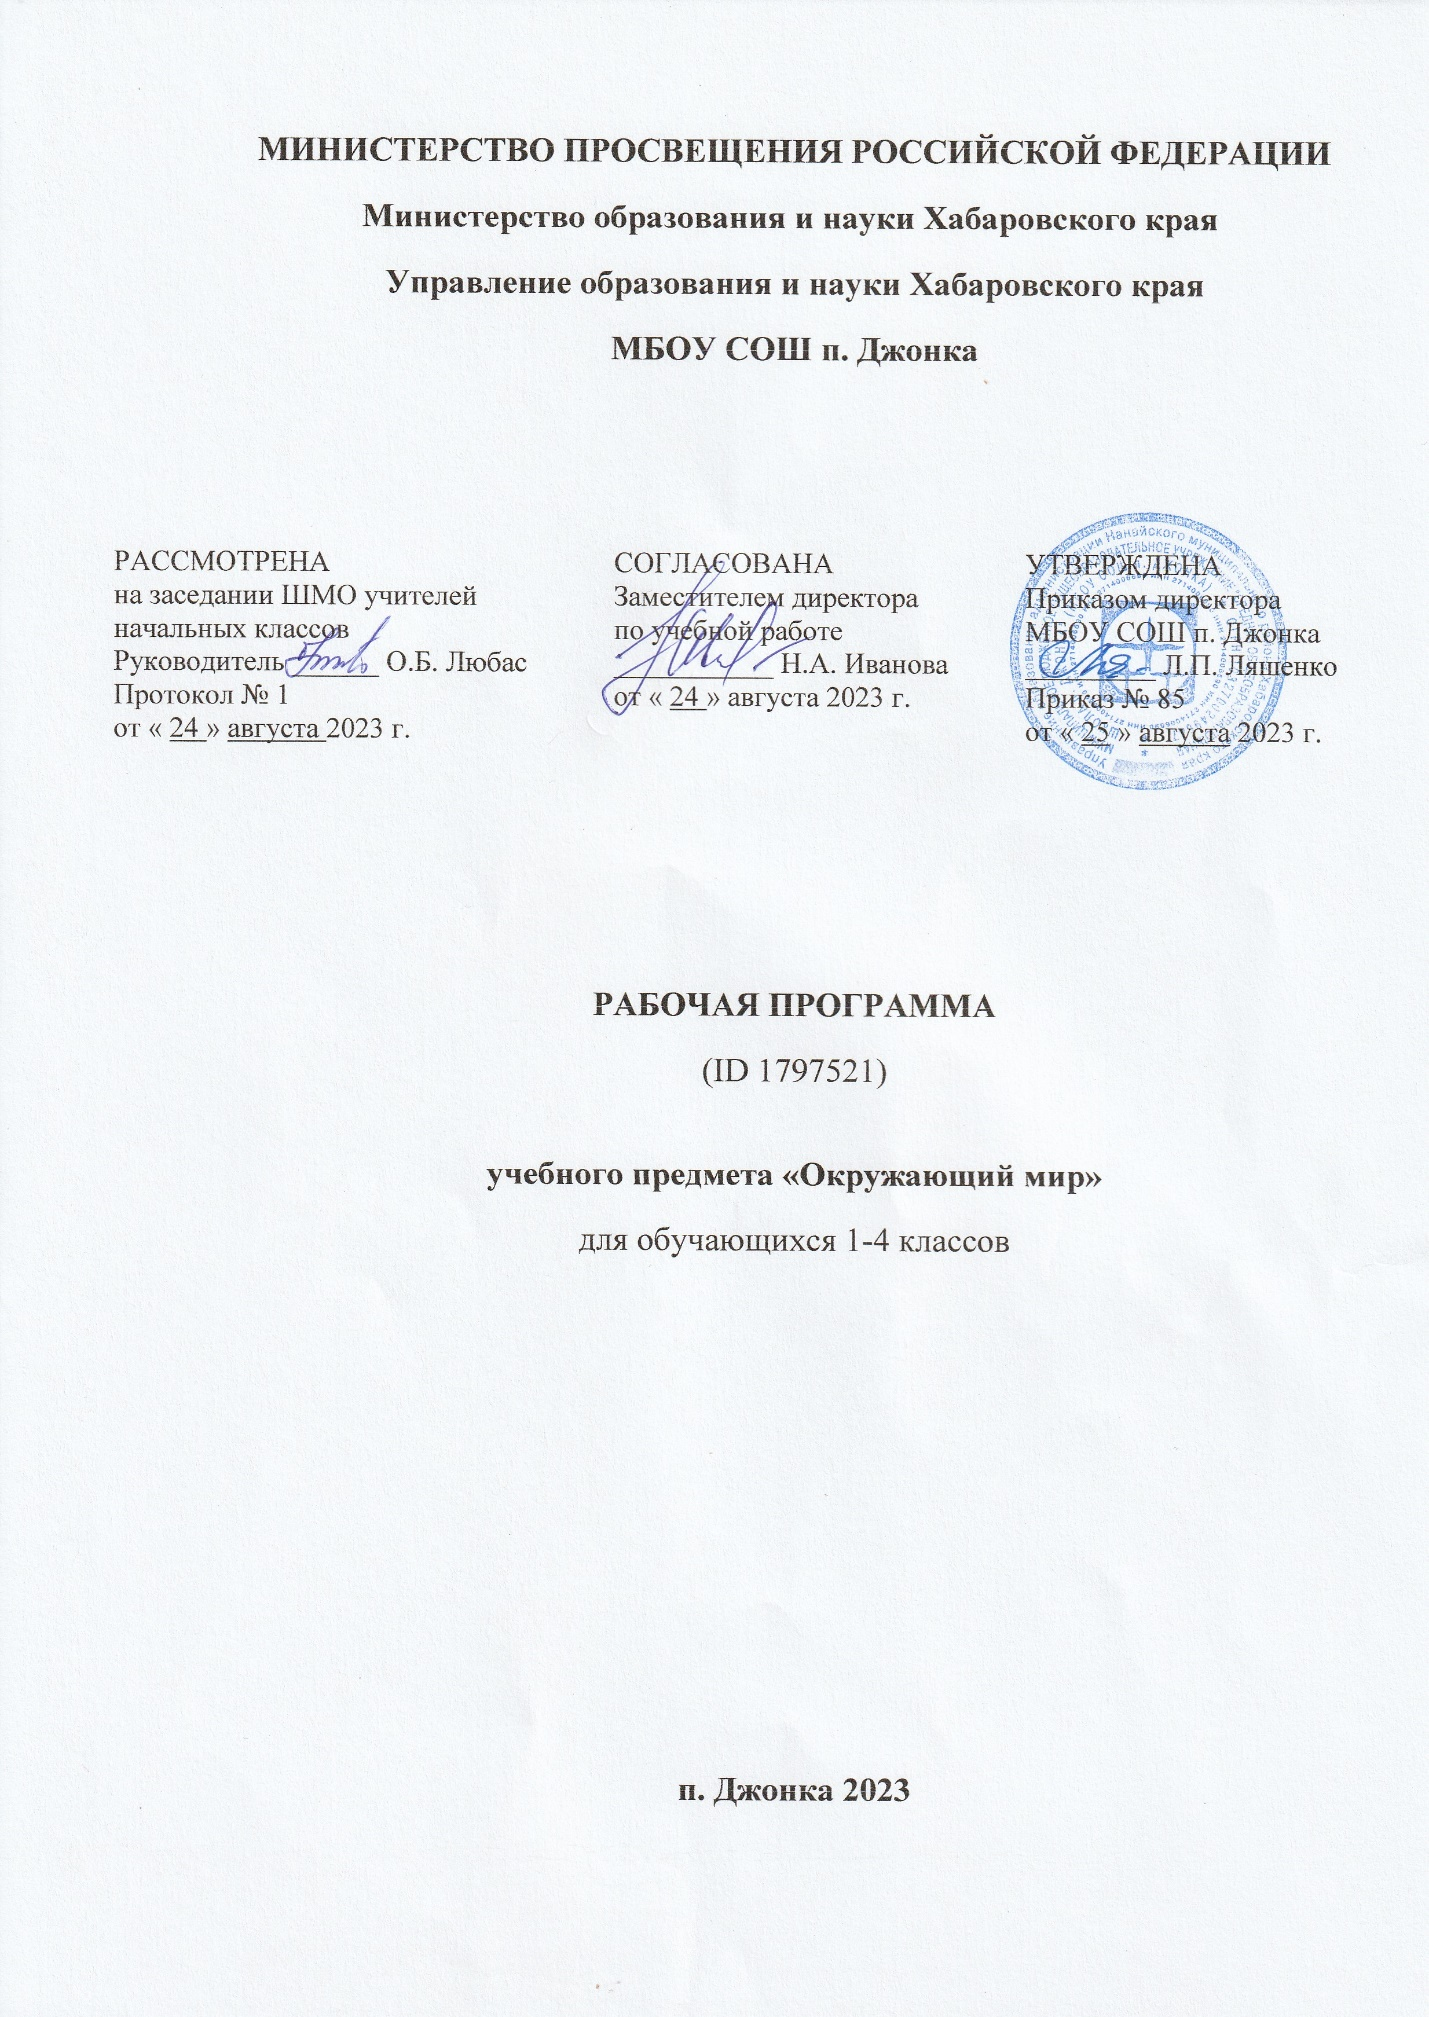 МИНИСТЕРСТВО ПРОСВЕЩЕНИЯ РОССИЙСКОЙ ФЕДЕРАЦИИ
Министерство образования и науки Хабаровского края
Управление образования и науки Хабаровского края
МБОУ СОШ п. Джонка
РАССМОТРЕНА
на заседании ШМО учителей
начальных классов
Руководитель_______ О.Б. Любас
Протокол № 1
от « 24 » августа 2023 г.
СОГЛАСОВАНА
Заместителем директора
по учебной работе
____________ Н.А. Иванова
от « 24 » августа 2023 г.
УТВЕРЖДЕНА
Приказом директора
МБОУ СОШ п. Джонка
__________ Л.П. Ляшенко
Приказ № 85
от « 25 » августа 2023 г.
РАБОЧАЯ ПРОГРАММА
(ID 1797521)
учебного предмета «Окружающий мир»
для обучающихся 1-4 классов
п. Джонка 2023